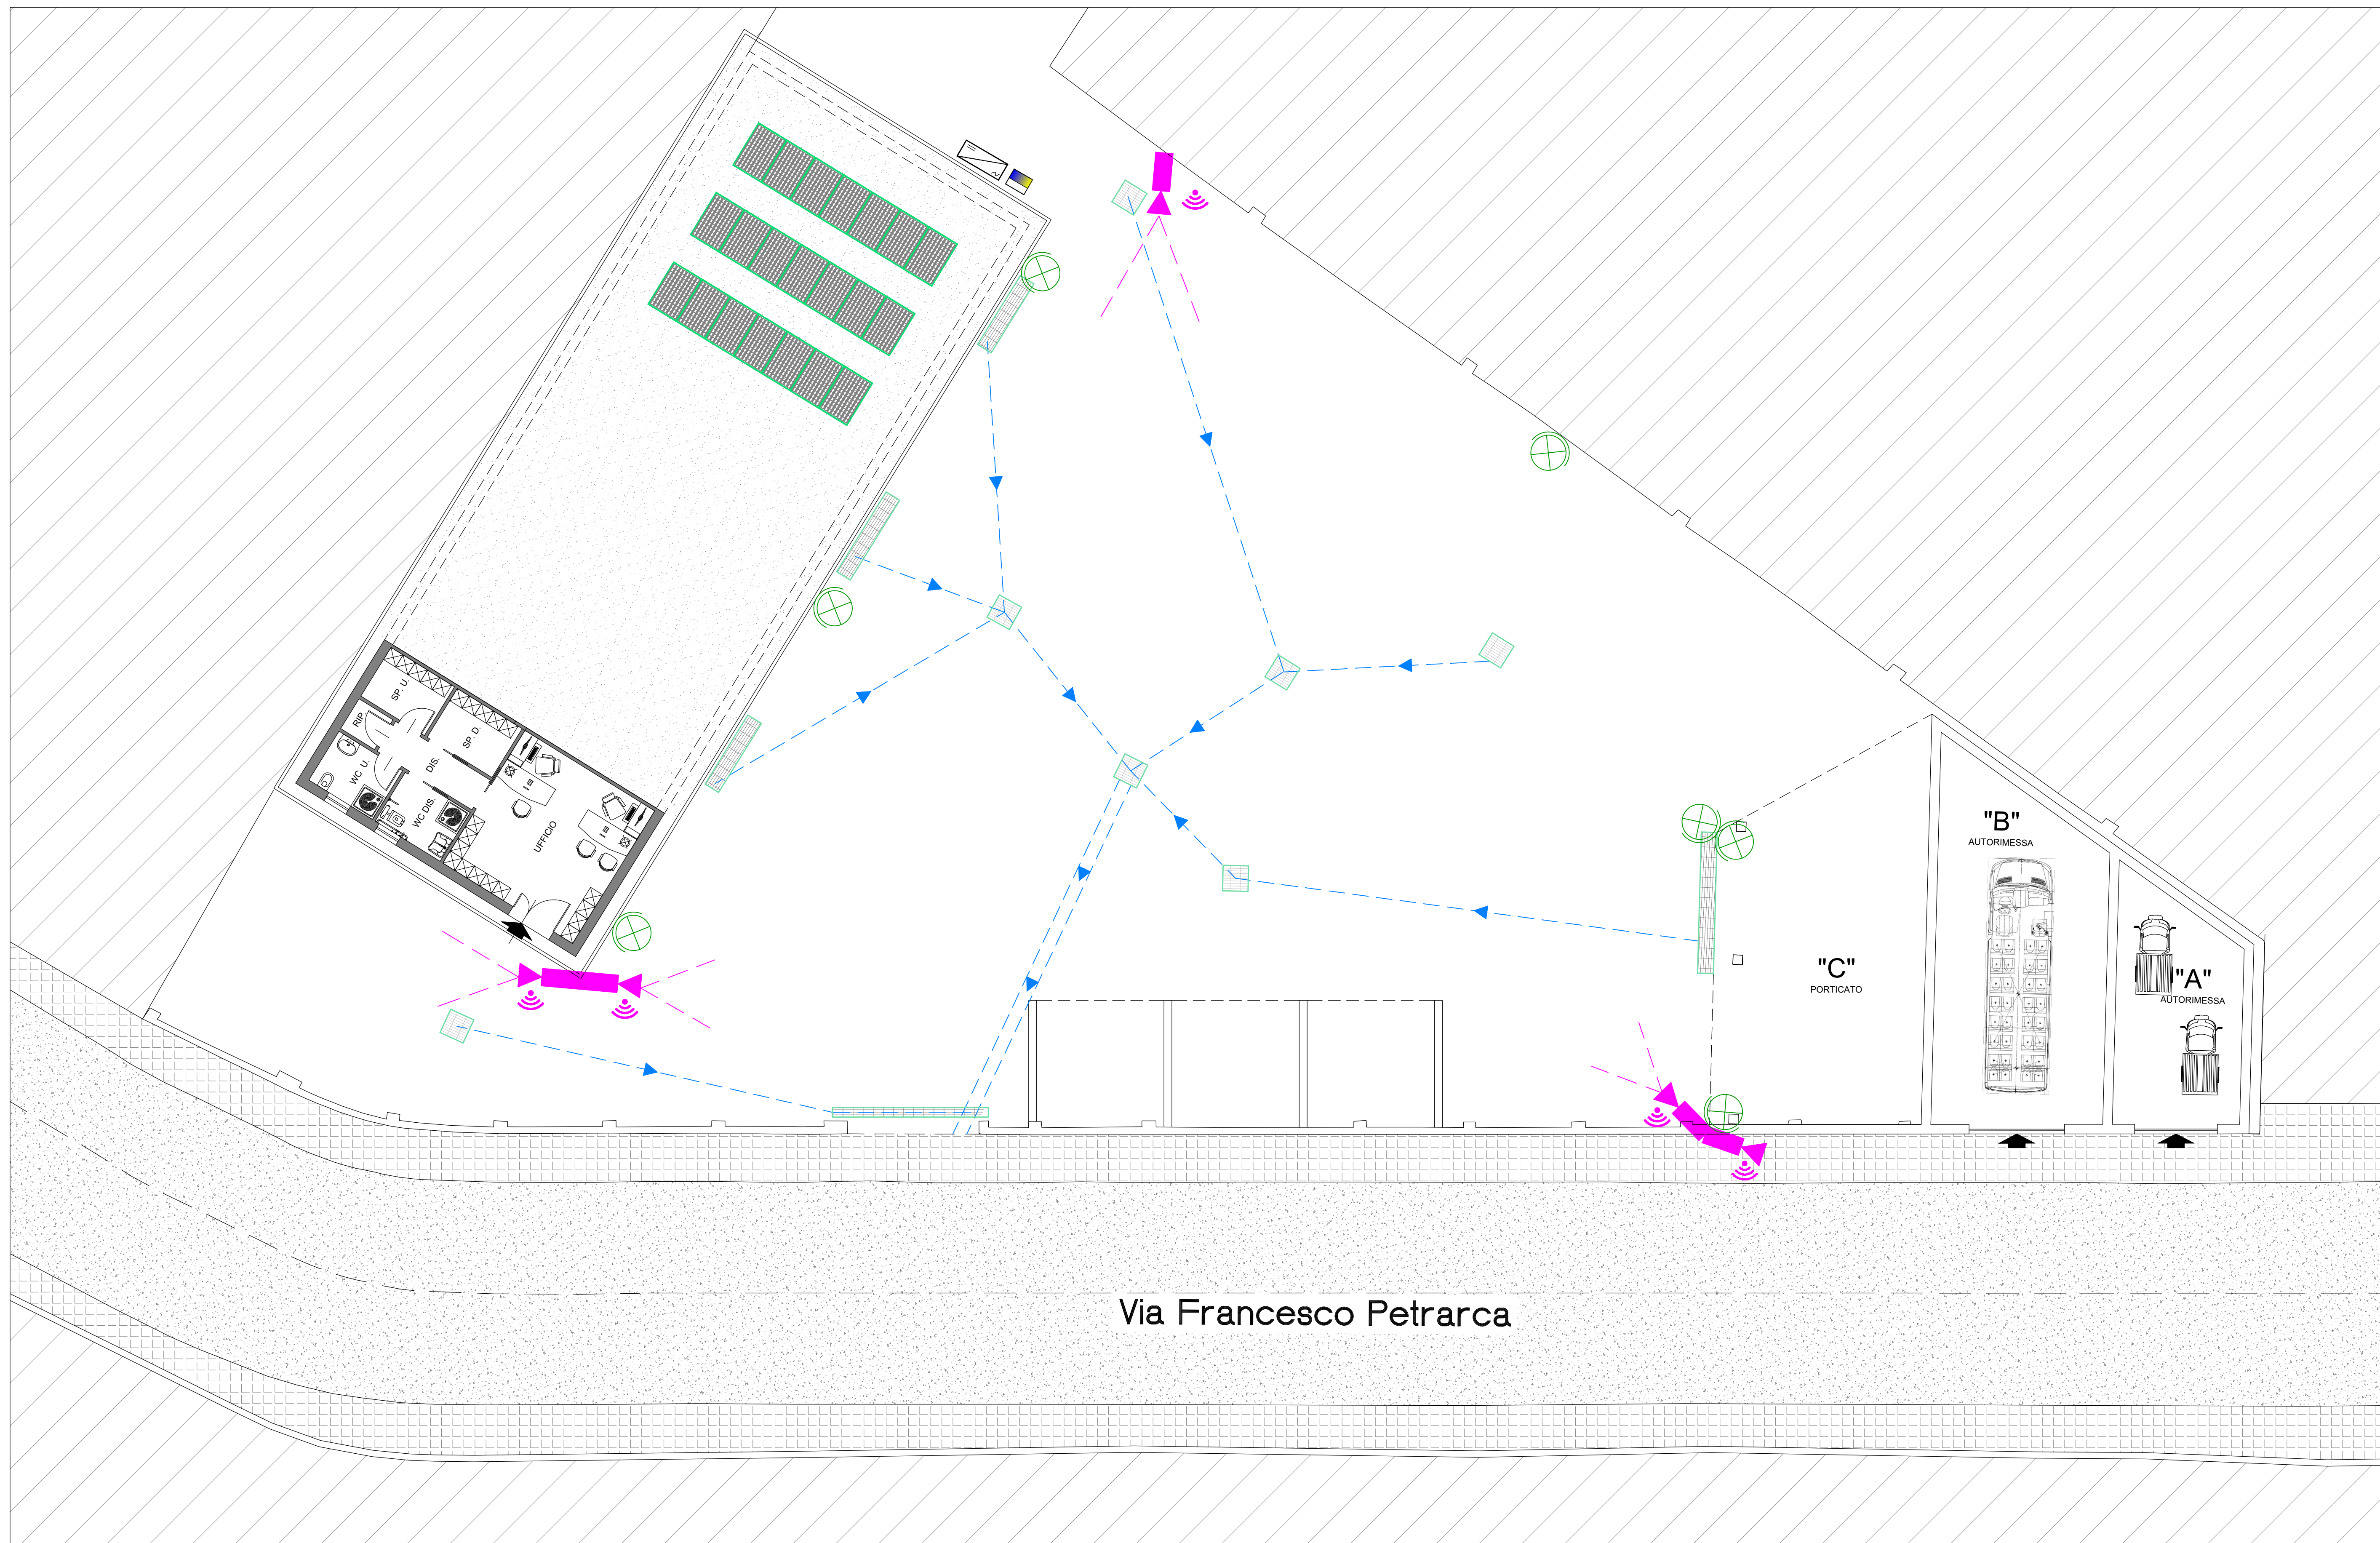 SP. U.
RIP.
SP. D.
WC U.
DIS.
WC DIS.
UFFICIO
"B"
AUTORIMESSA
"C"
PORTICATO
"A"
AUTORIMESSA
Via Francesco Petrarca